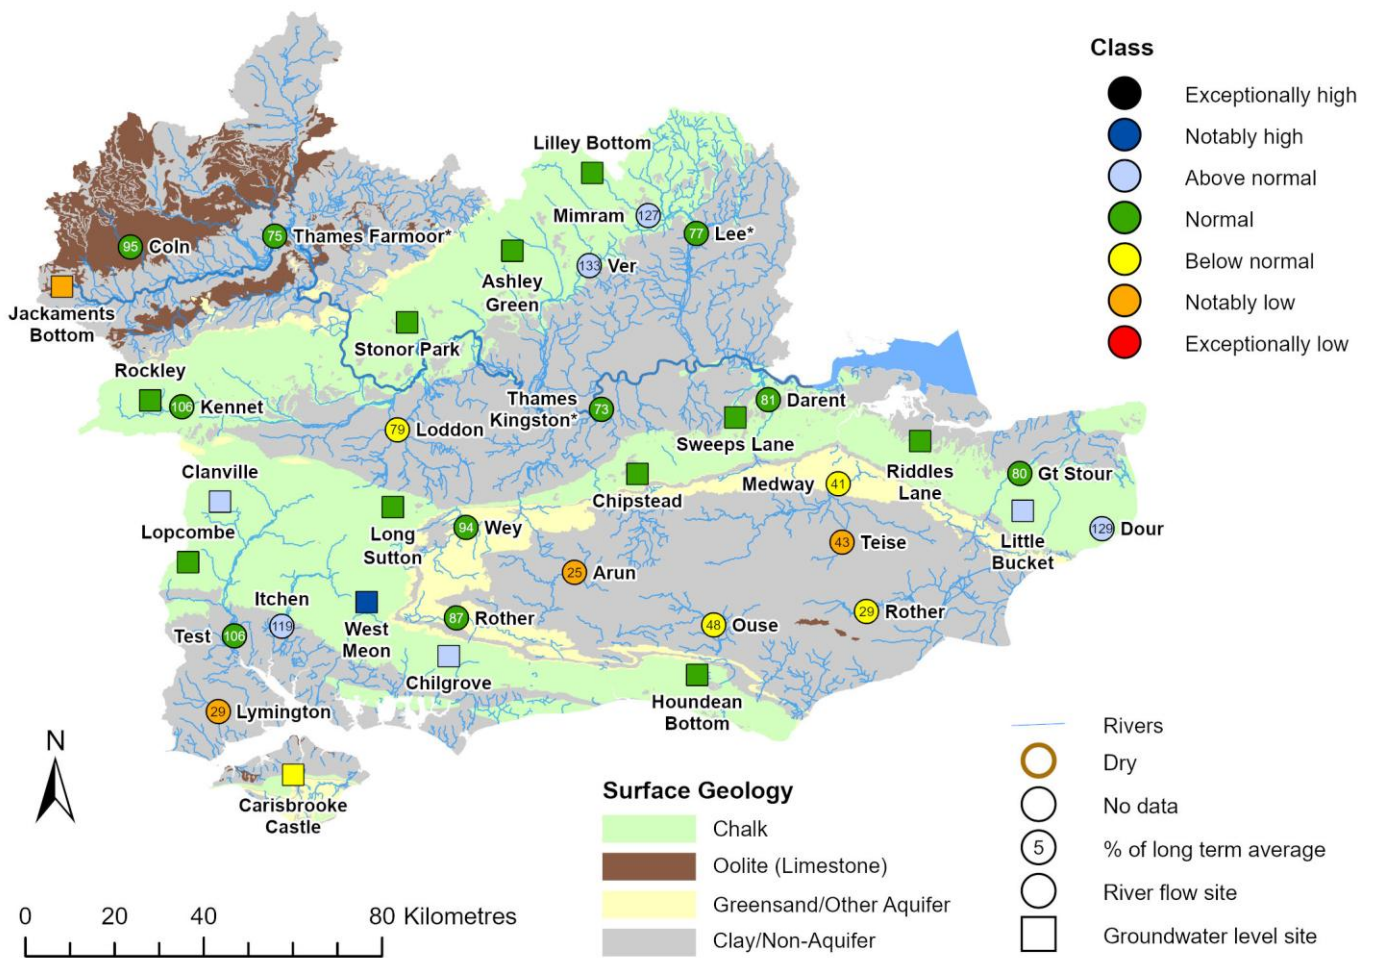 Class
Exceptionally high
Notably high
Above normal
Normal
Below normal
Notably low
Exceptionally low
Lilley Bottom
Mimram
127
77
Lee*
95
Coln
75
Thames Farmoor*
133
Ver
Ashley
Green
Jackaments
Bottom
Stonor Park
Rockley
106
Kennet
Thames
Kingston*
73
81
Darent
79
Loddon
Sweeps Lane
Clanville
Chipstead
Medway
41
Riddles
Lane
80
Gt Stour
Lopcombe
Long
Sutton
94
Wey
43
Teise
Little
Bucket
129
Dour
25
Arun
Itchen
119
Test
106
West
Meon
87
Rother
48
Ouse
29
Rother
Chilgrove
Houndean
Bottom
29
Lymington
Carisbrooke
Castle
N
0
20
40
80 Kilometres
Surface Geology
Chalk
Oolite (Limestone)
Greensand/Other Aquifer
Clay/Non-Aquifer
Rivers
Dry
No data
5
% of long term average
River flow site
Groundwater level site